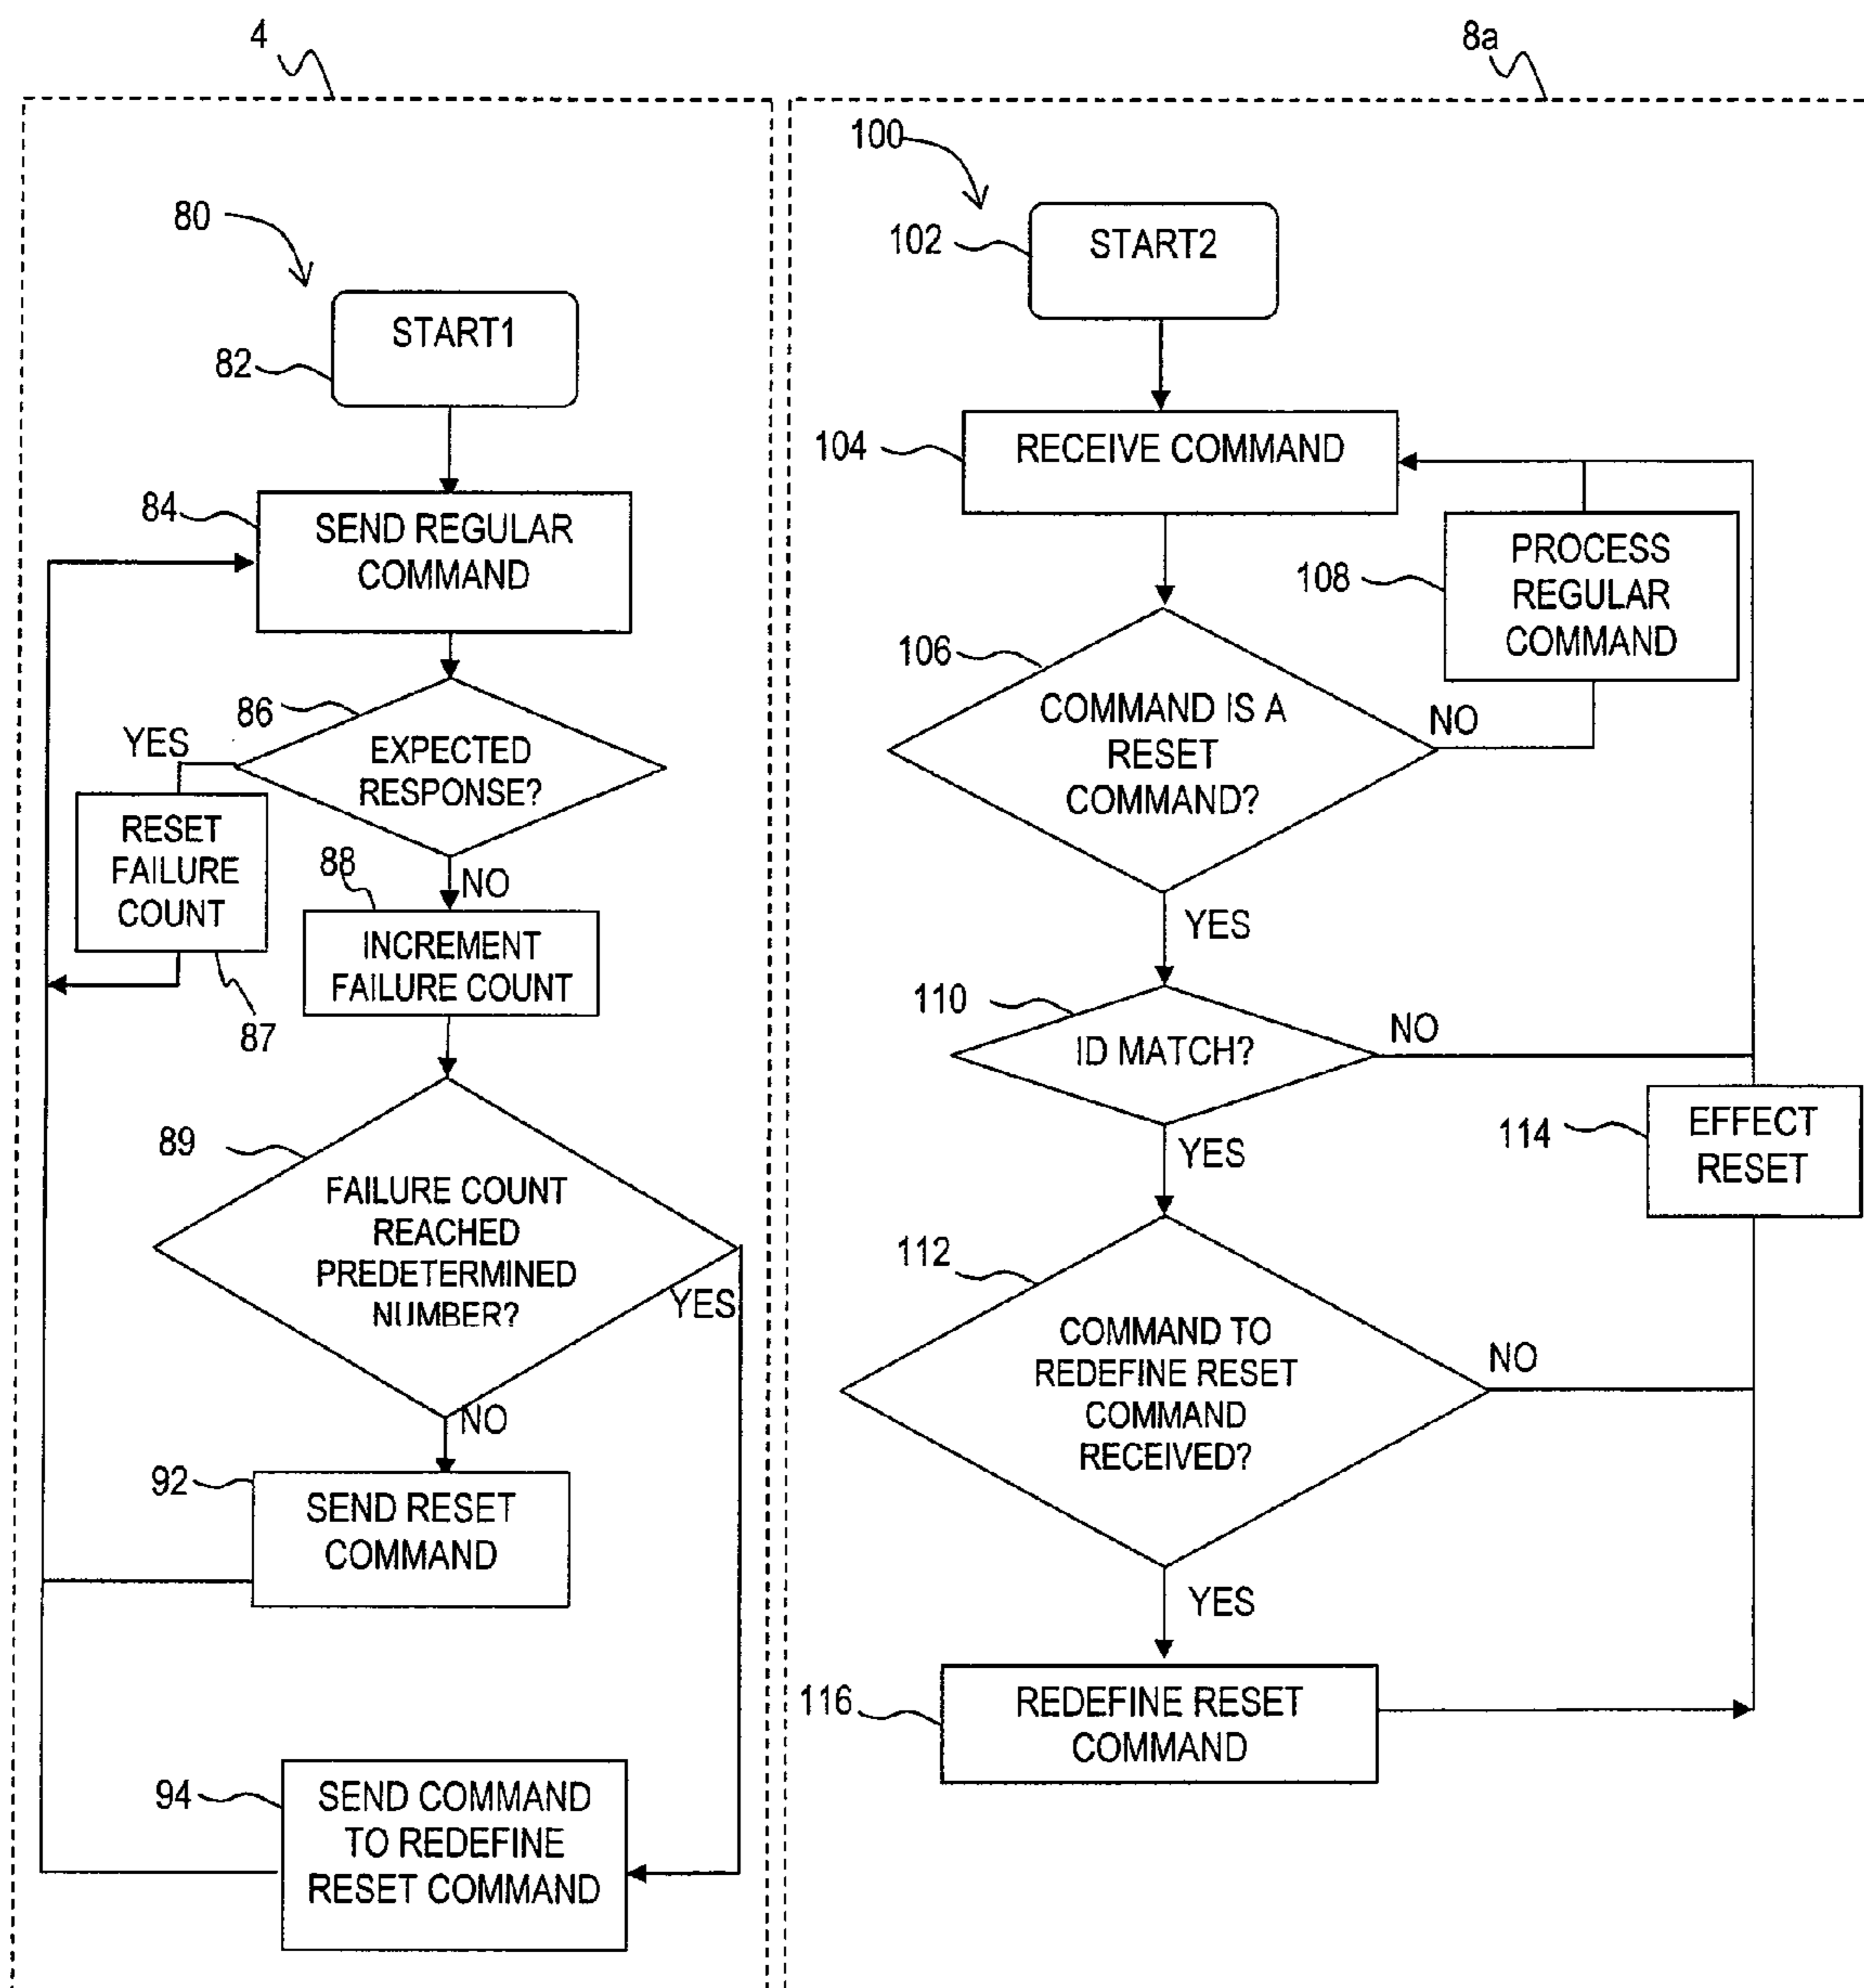 4
80
START1
82
84
SEND REGULAR
COMMAND
86
YES
EXPECTED
RESPONSE?
RESET
FAILURE
COUNT
87
88
NO
INCREMENT
FAILURE COUNT
89
FAILURE COUNT
REACHED
PREDETERMINED
NUMBER?
YES
NO
92
SEND RESET
COMMAND
94
SEND COMMAND
TO REDEFINE
RESET COMMAND
8a
100
102
START2
104
RECEIVE COMMAND
108
PROCESS
REGULAR
COMMAND
106
COMMAND IS A
RESET
COMMAND?
NO
YES
110
ID MATCH?
NO
YES
114
EFFECT
RESET
112
COMMAND TO
REDEFINE RESET
COMMAND
RECEIVED?
NO
YES
116
REDEFINE RESET
COMMAND